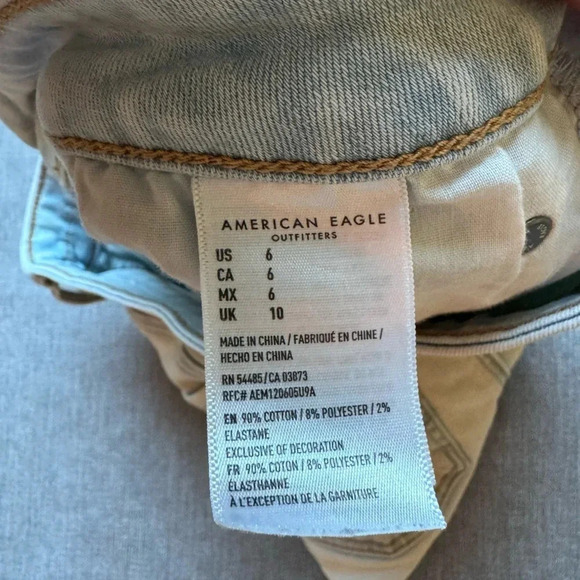 AMERICAN EAGLE
OUTFITTERS
US 6
CA 6
MX 6
UK 10
MADE IN CHINA / FABRIQUÉ EN CHINE /
HECHO EN CHINA
RN 54485/CA 03873
RFC# AEM120605U9A
EN 90% COTTON / 8% POLYESTER / 2%
ELASTANE
EXCLUSIVE OF DECORATION
FR 90% COTON / 8% POLYESTER / 2%
ÉLASTHANNE
À L'EXCEPTION DE LA GARNITURE